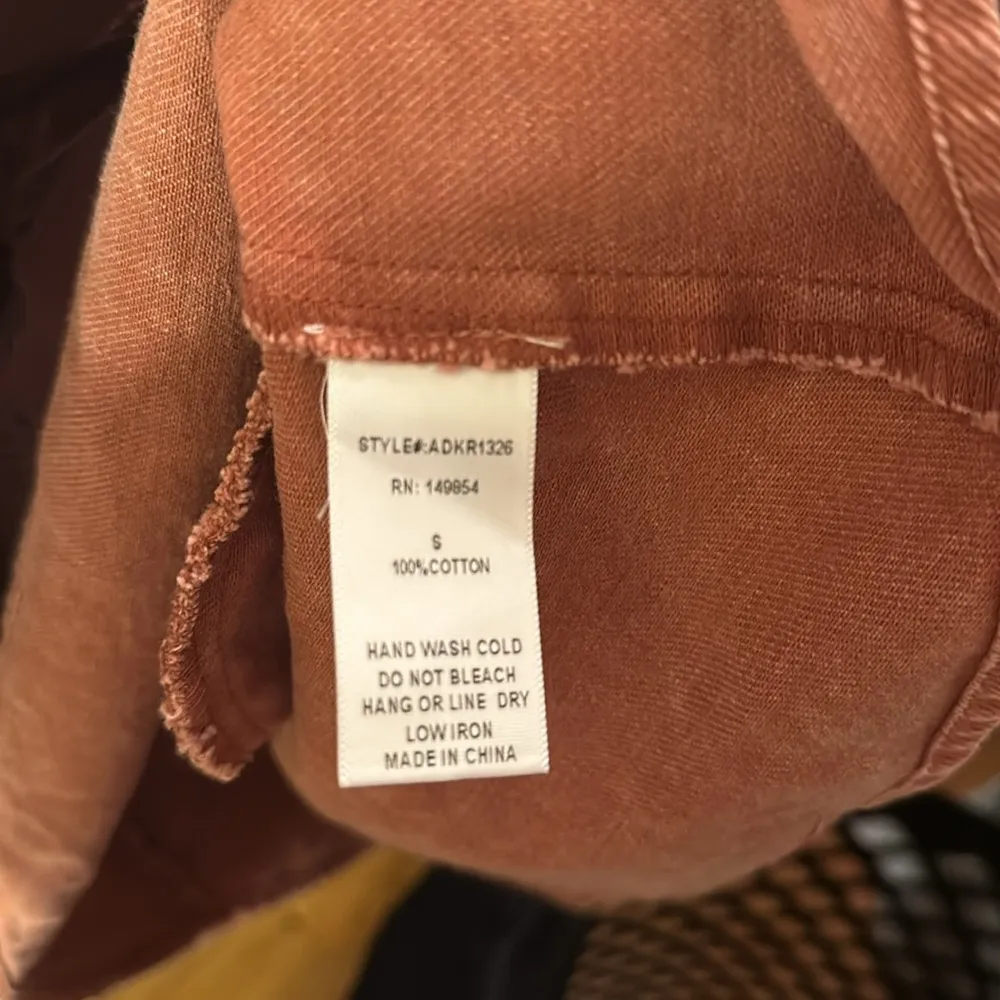 STYLE#:ADKR1326
RN: 149854
S
100%COTTON
HAND WASH COLD
DO NOT BLEACH
HANG OR LINE DRY
LOW IRON
MADE IN CHINA